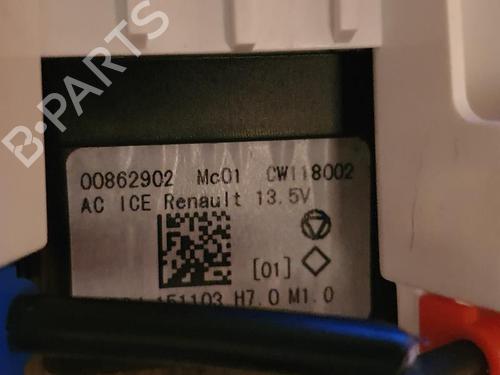 B-PARTS
00862902 Mc01 CW118002
AC ICE Renault 13.5V
[01]
151103 H7.0 M1.0